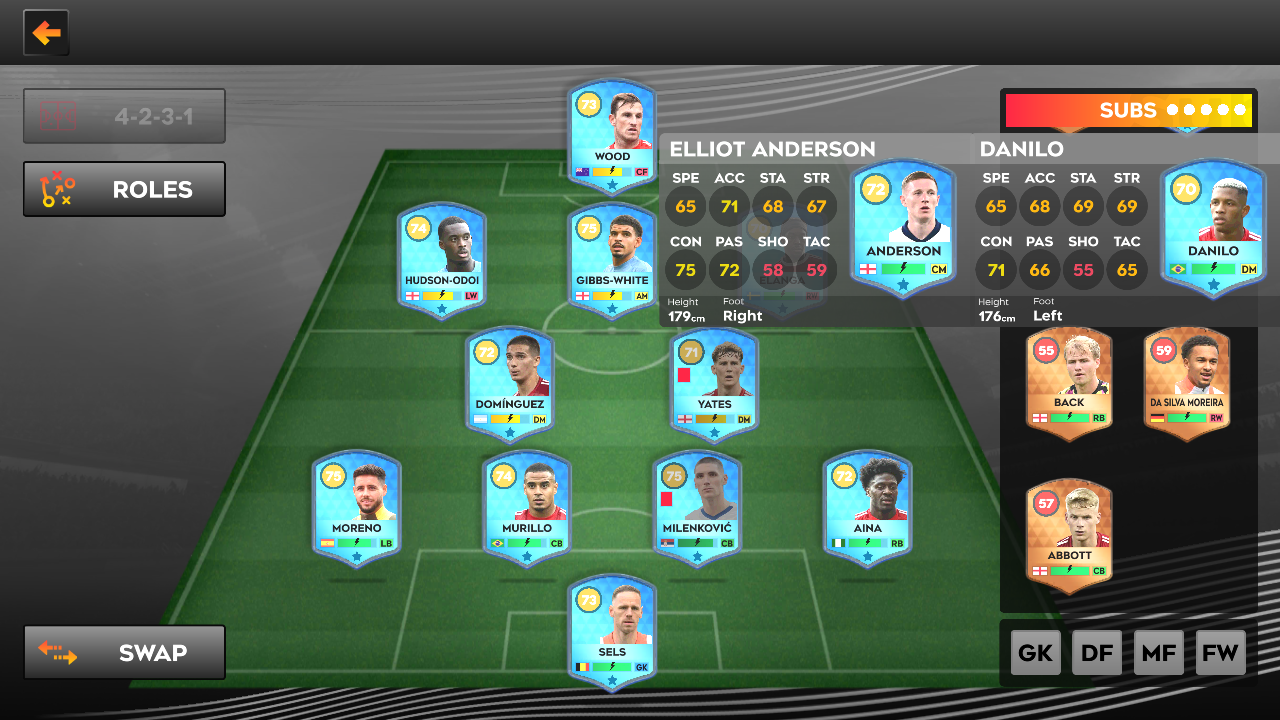 4-2-3-1
ROLES
SWAP
73
WOOD
CF
74
HUDSON-ODOI
LW
75
GIBBS-WHITE
AM
ELANGA
RW
ELLIOT ANDERSON
SPE ACC STA STR
65 71 68 67
CON PAS SHO TAC
75 72 58 59
Height Foot
179cm Right
72
ANDERSON
CM
DANILO
SPE ACC STA STR
65 68 69 69
CON PAS SHO TAC
71 66 55 65
Height Foot
176cm Left
70
DANILO
DM
72
DOMÍNGUEZ
DM
71
YATES
DM
75
MORENO
LB
74
MURILLO
CB
75
MILENKOVIĆ
CB
72
AINA
RB
73
SELS
GK
SUBS
55
BACK
RB
59
DA SILVA MOREIRA
RW
57
ABBOTT
CB
GK DF MF FW